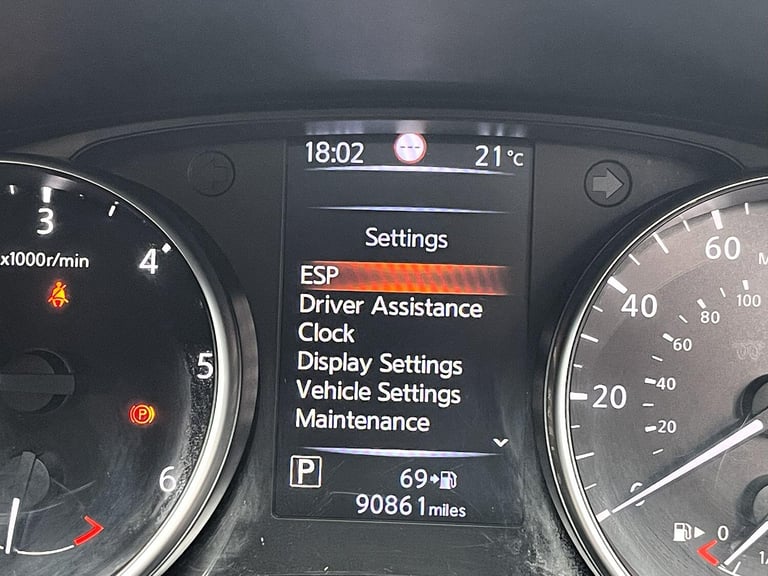 18:02 21°C
Settings
ESP
Driver Assistance
Clock
Display Settings
Vehicle Settings
Maintenance
P 69
90861 miles
3
4
x1000r/min
5
P
6
60
40
100
80
60
20
40
20
0
0